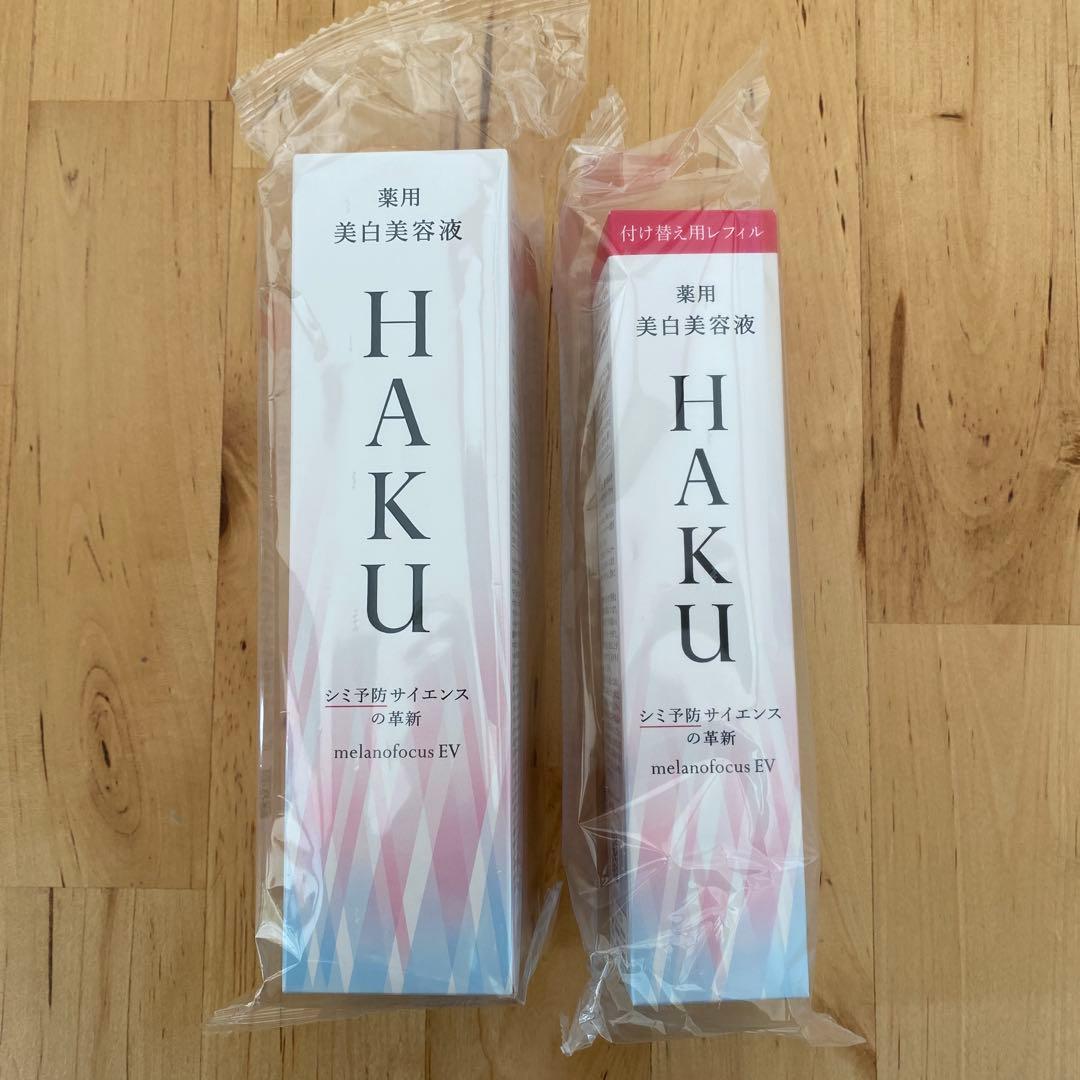 薬用
美白美容液
HAKU
シミ予防サイエンス
の革新
melanofocus EV
付け替え用レフィル
薬用
美白美容液
HAKU
シミ予防サイエンス
の革新
melanofocus EV